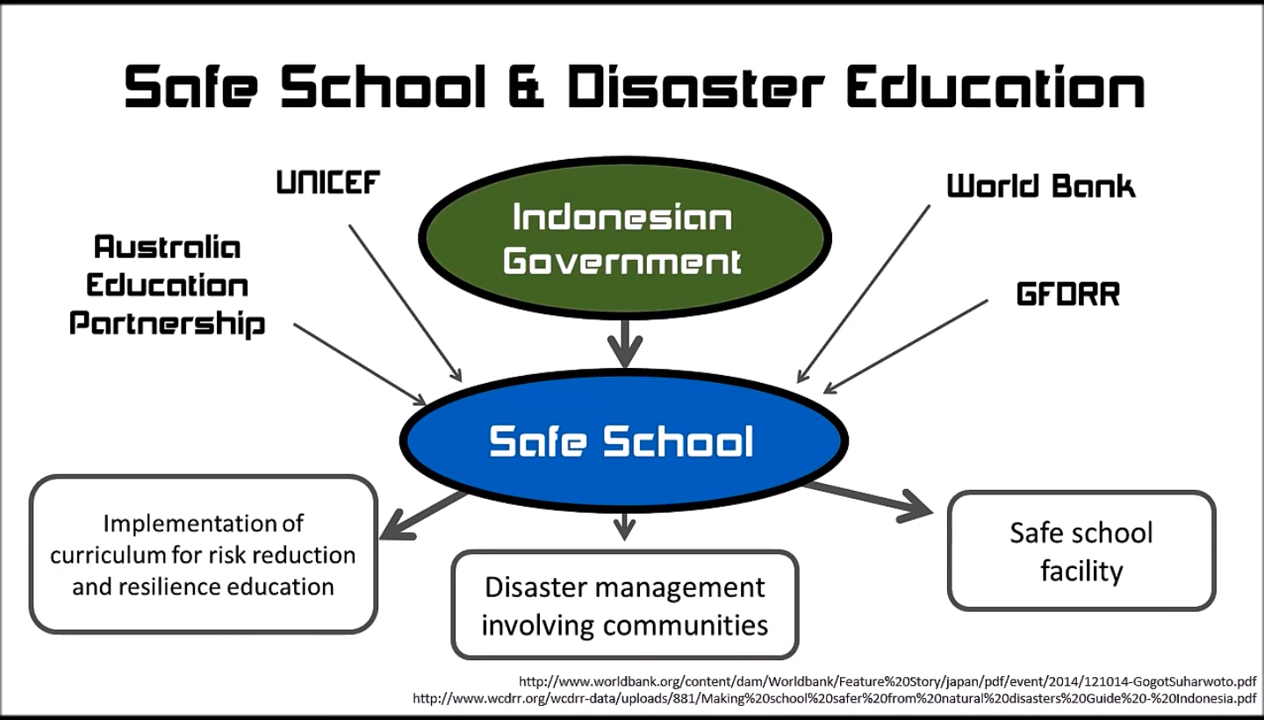 Safe School & Disaster Education
UNICEF
Australia
Education
Partnership
Indonesian
Government
World Bank
GFDRR
Safe School
Implementation of
curriculum for risk reduction
and resilience education
Disaster management
involving communities
Safe school
facility
http://www.worldbank.org/content/dam/Worldbank/Feature%20Story/japan/pdf/event/2014/121014-GogotSuharwoto.pdf
http://www.wcdrr.org/wcdrr-data/uploads/881/Making%20school%20safer%20from%20natural%20disasters%20Guide%20-%20Indonesia.pdf